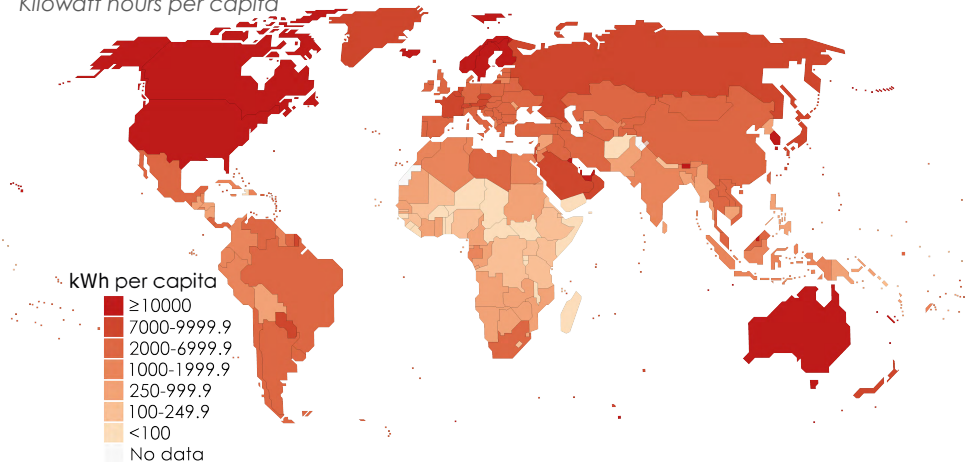 Kilowatt hours per capita
kWh per capita
≥10000
7000-9999.9
2000-6999.9
1000-1999.9
250-999.9
100-249.9
<100
No data